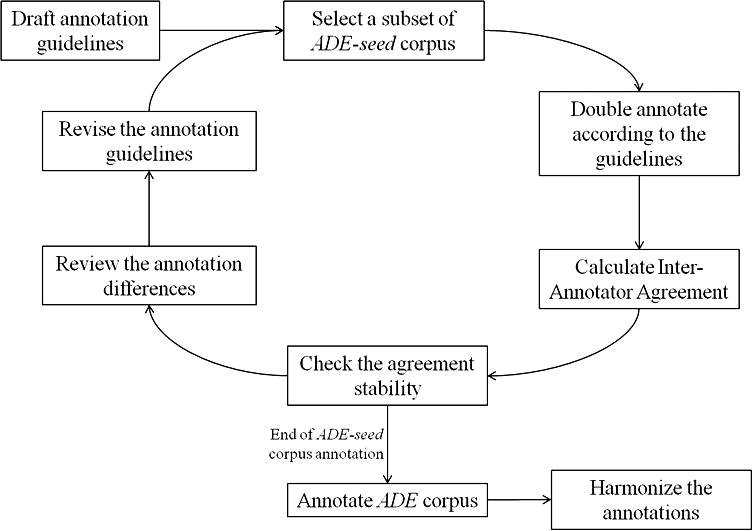 Draft annotation
guidelines
Select a subset of
ADE-seed corpus
Revise the annotation
guidelines
Double annotate
according to the
guidelines
Review the annotation
differences
Calculate Inter-
Annotator Agreement
Check the agreement
stability
End of ADE-seed
corpus annotation
Annotate ADE corpus
Harmonize the
annotations